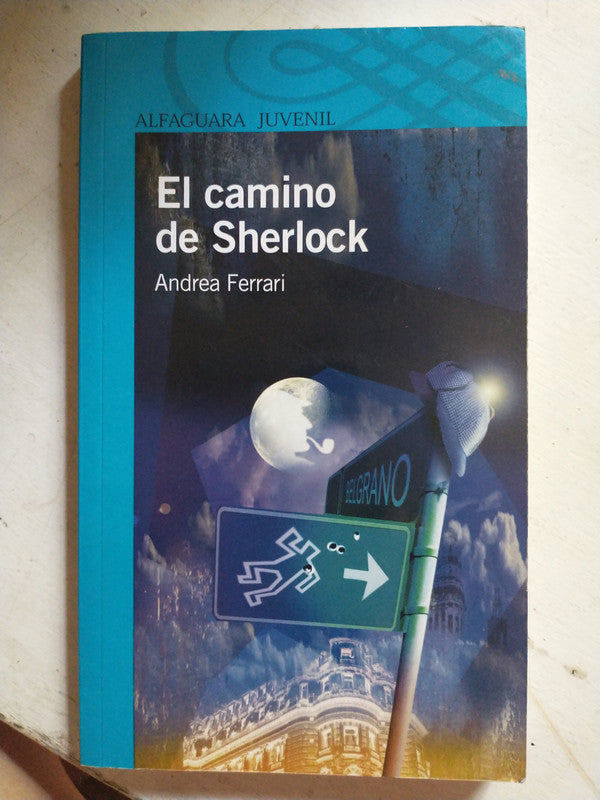 ALFAGUARA JUVENIL
El camino
de Sherlock
Andrea Ferrari
BELGRANO